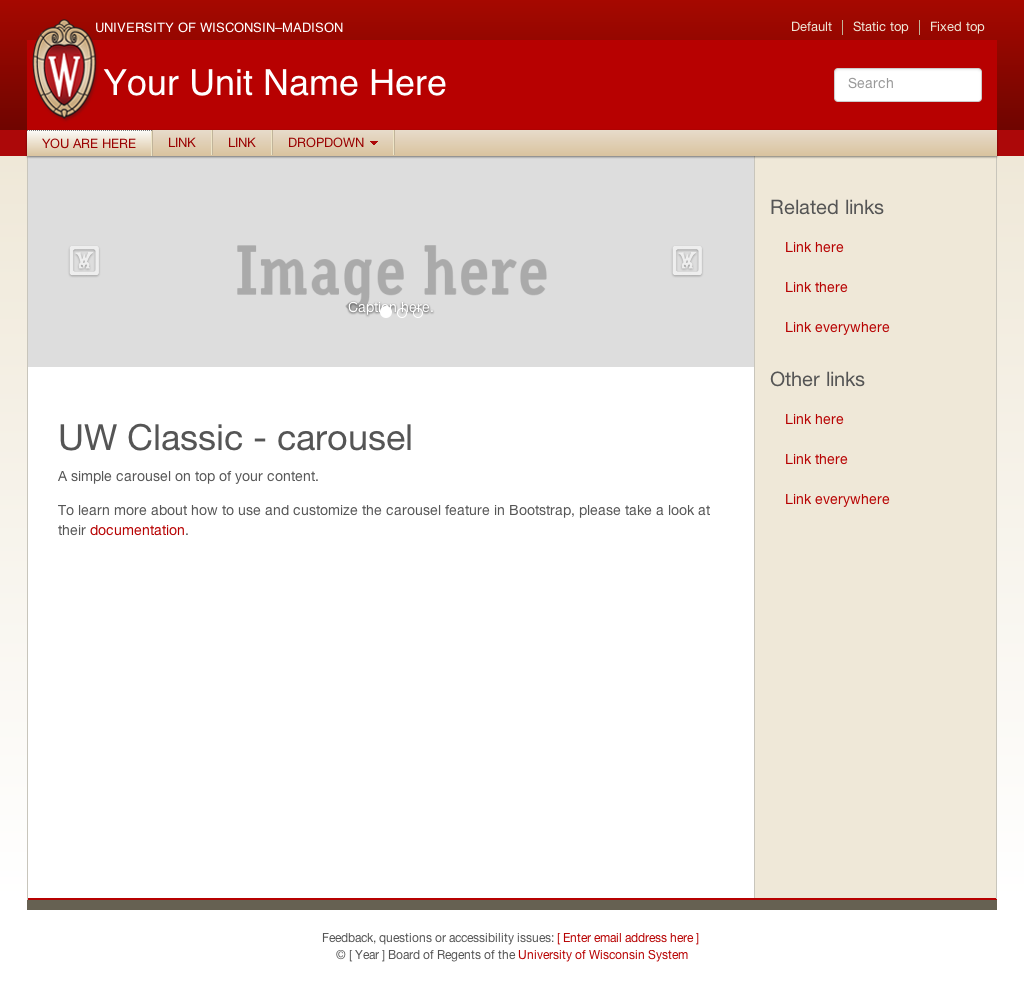 UNIVERSITY OF WISCONSIN–MADISON
Default
Static top
Fixed top
W
Your Unit Name Here
Search
YOU ARE HERE
LINK
LINK
DROPDOWN
Image here
Caption here.
UW Classic - carousel
A simple carousel on top of your content.
To learn more about how to use and customize the carousel feature in Bootstrap, please take a look at
their documentation.
Related links
Link here
Link there
Link everywhere
Other links
Link here
Link there
Link everywhere
Feedback, questions or accessibility issues: [ Enter email address here ]
© [ Year ] Board of Regents of the University of Wisconsin System